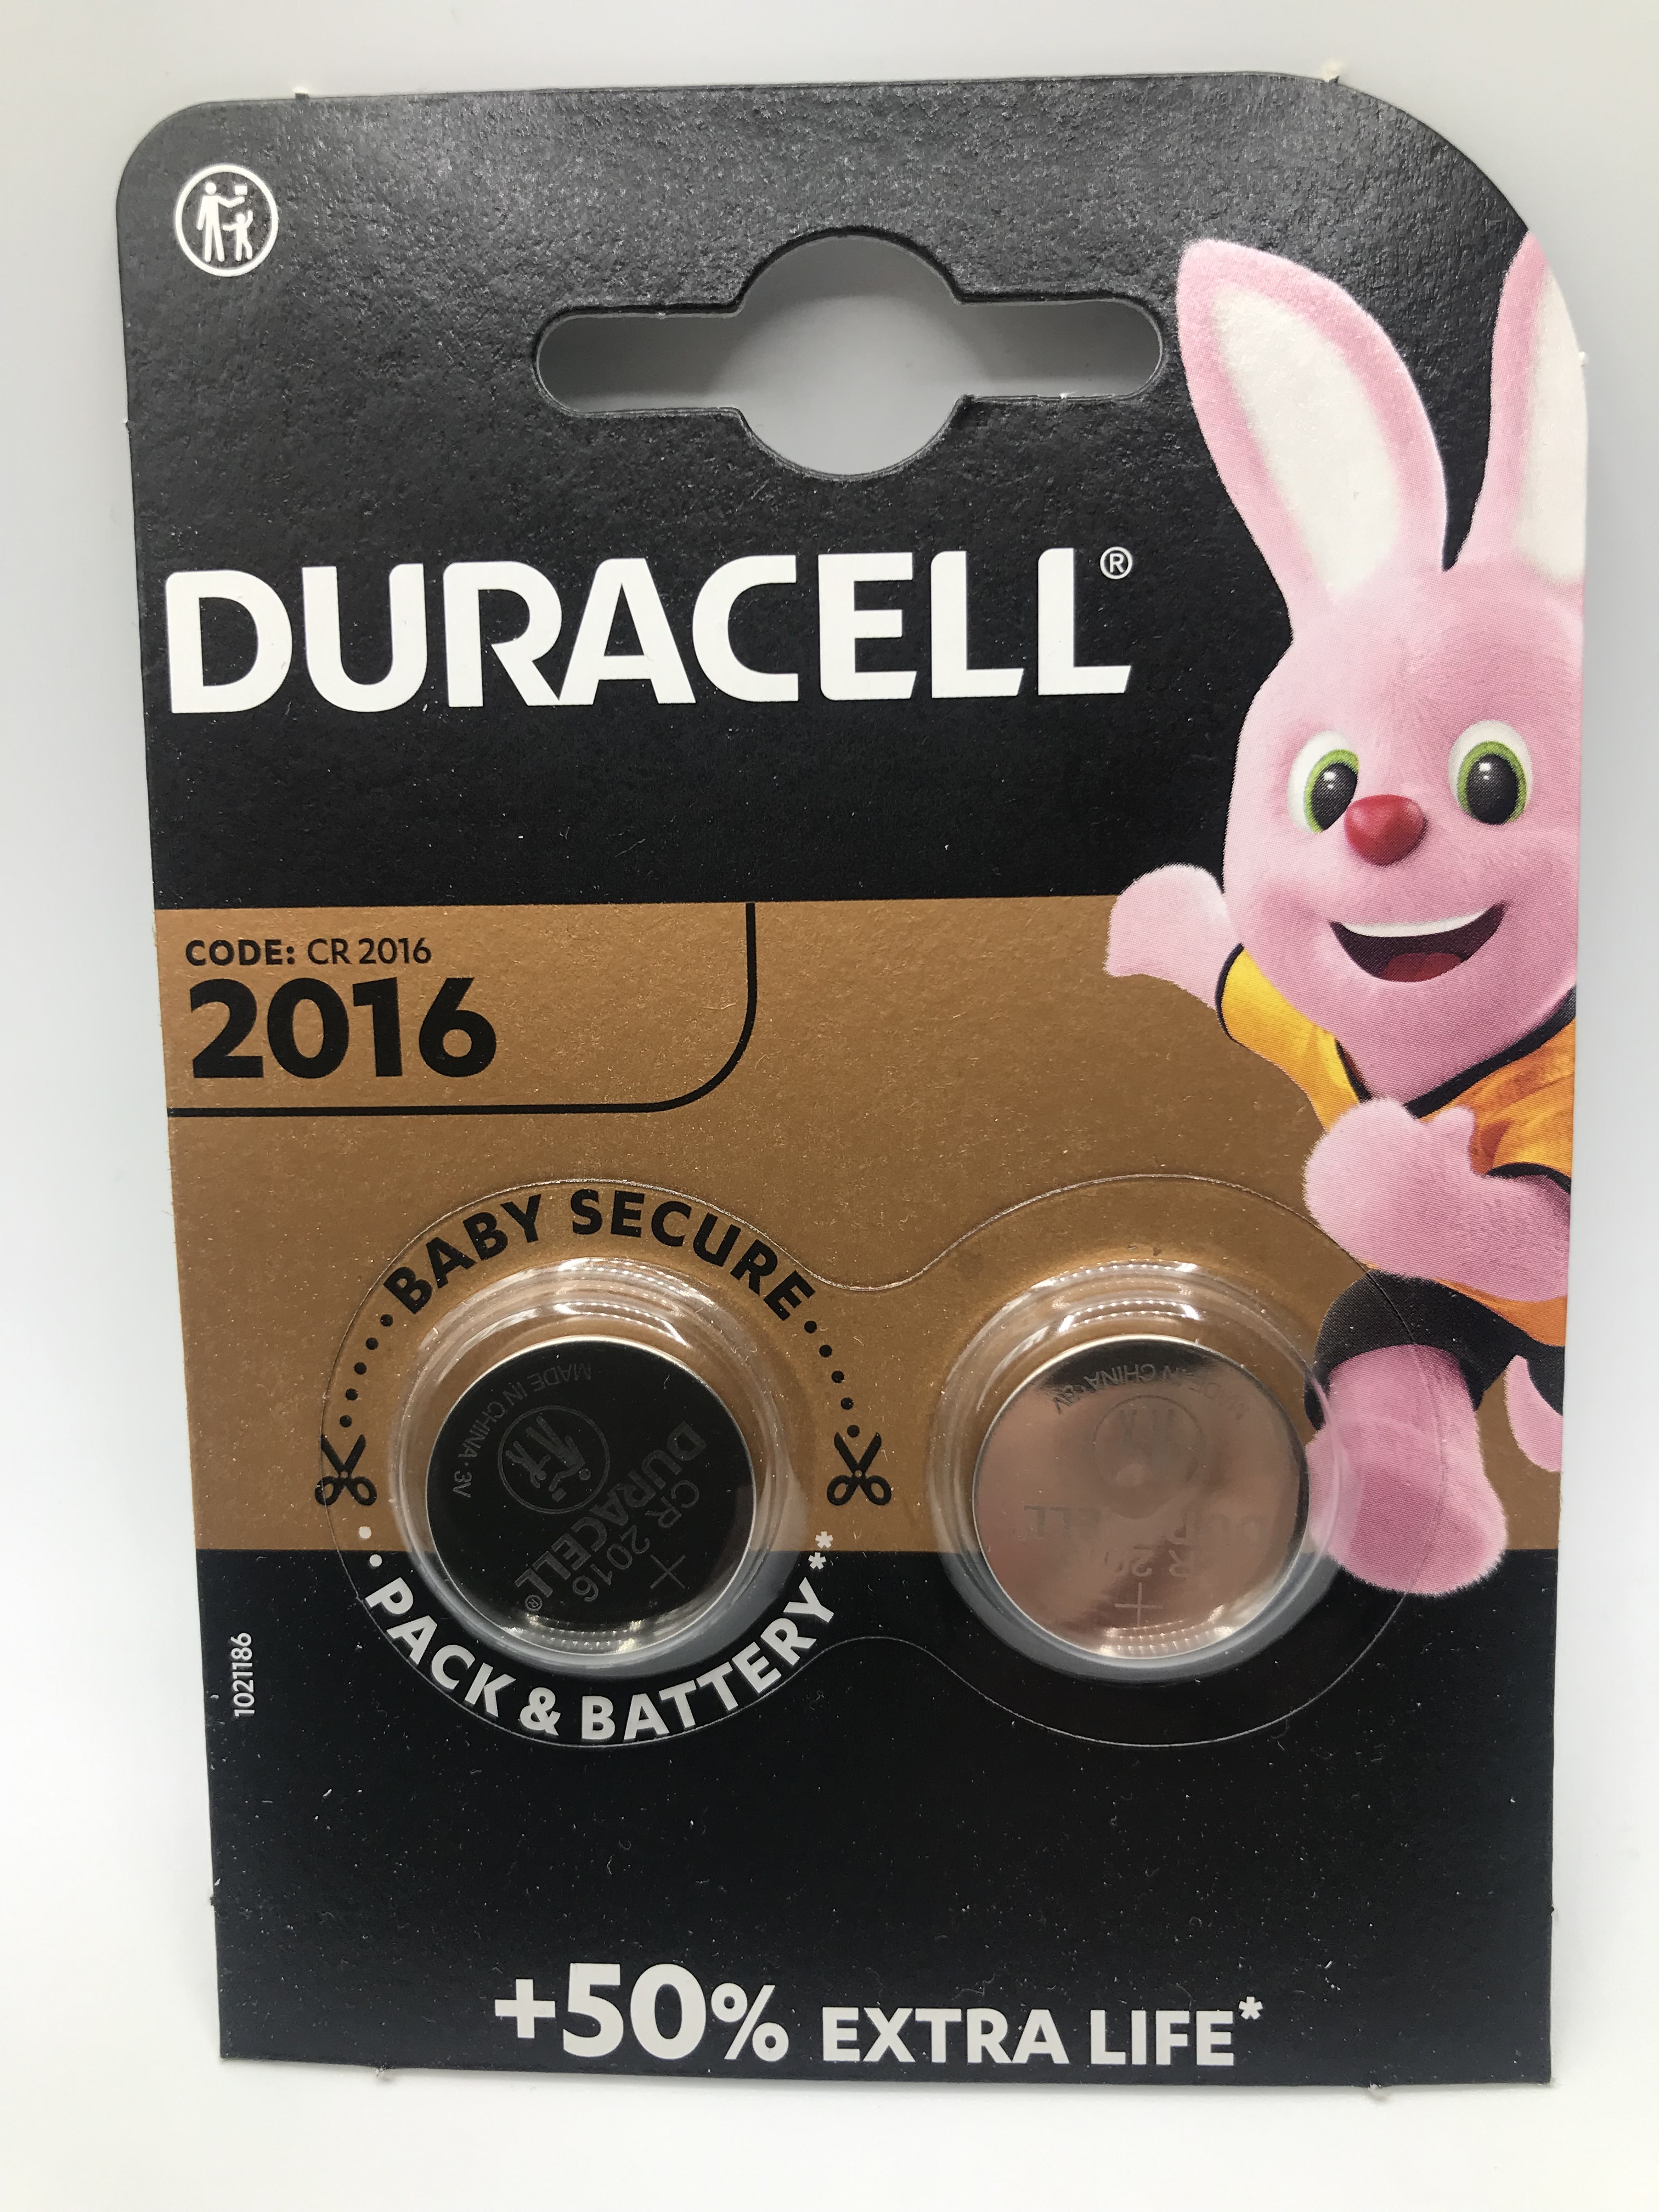 DURACELL®
CODE: CR 2016
2016
BABY SECURE
PACK & BATTERY**
MADE IN CHINA · 3V
DURACELL®
CR 2016
+
1021186
+50% EXTRA LIFE*